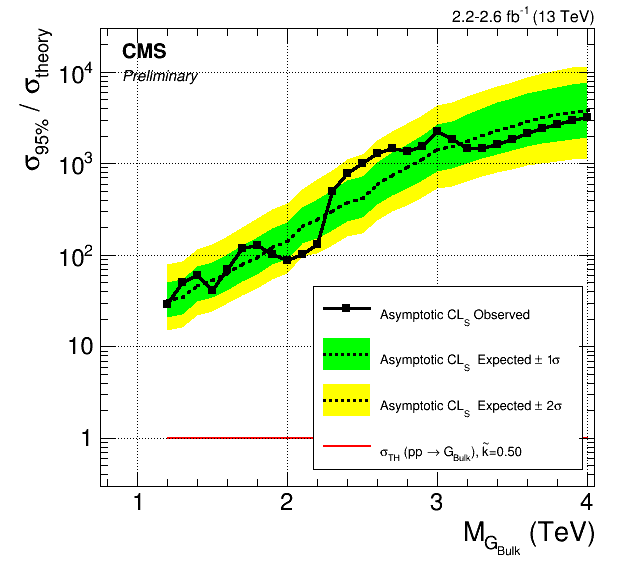 2.2-2.6 fb⁻¹ (13 TeV)
CMS
Preliminary
σ95% / σtheory
10⁴
10³
10²
10
1
Asymptotic CLS Observed
Asymptotic CLS Expected ± 1σ
Asymptotic CLS Expected ± 2σ
σTH (pp → GBulk), k̃=0.50
1 2 3 4
MGBulk (TeV)